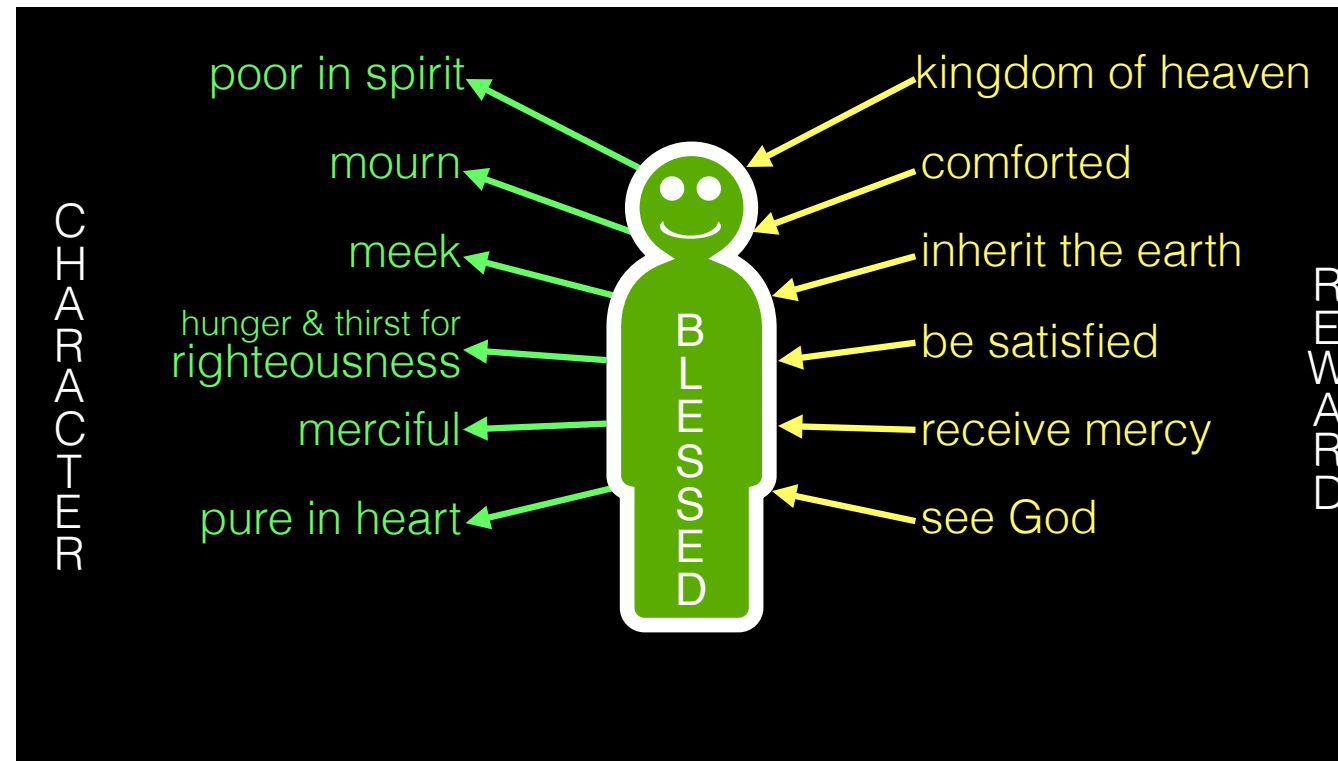 CHARACTER
poor in spirit
mourn
meek
hunger & thirst for
righteousness
merciful
pure in heart
BLESSED
kingdom of heaven
comforted
inherit the earth
be satisfied
receive mercy
see God
REWARD